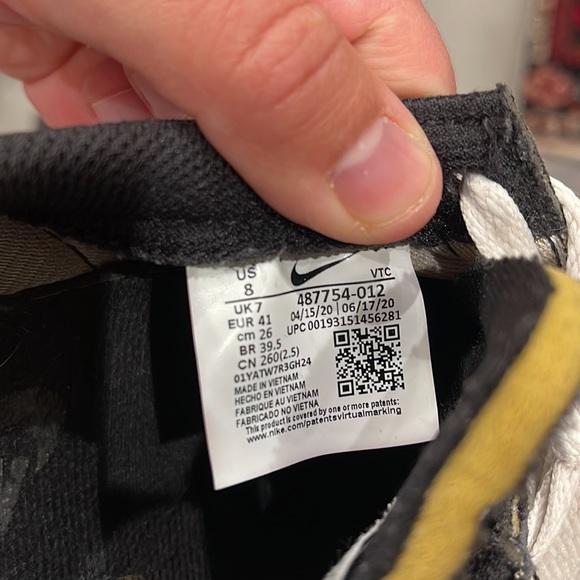 US
8
VTC
487754-012
UK 7
04/15/20 | 06/17/20
EUR 41
UPC 00193151456281
cm 26
BR 39.5
CN 260(2.5)
01YATW7R3GH24
MADE IN VIETNAM
HECHO EN VIETNAM
FABRIQUE AU VIETNAM
FABRICADO NO VIETNA
This product is covered by one or more patents:
www.nike.com/patentsvirtualmarking